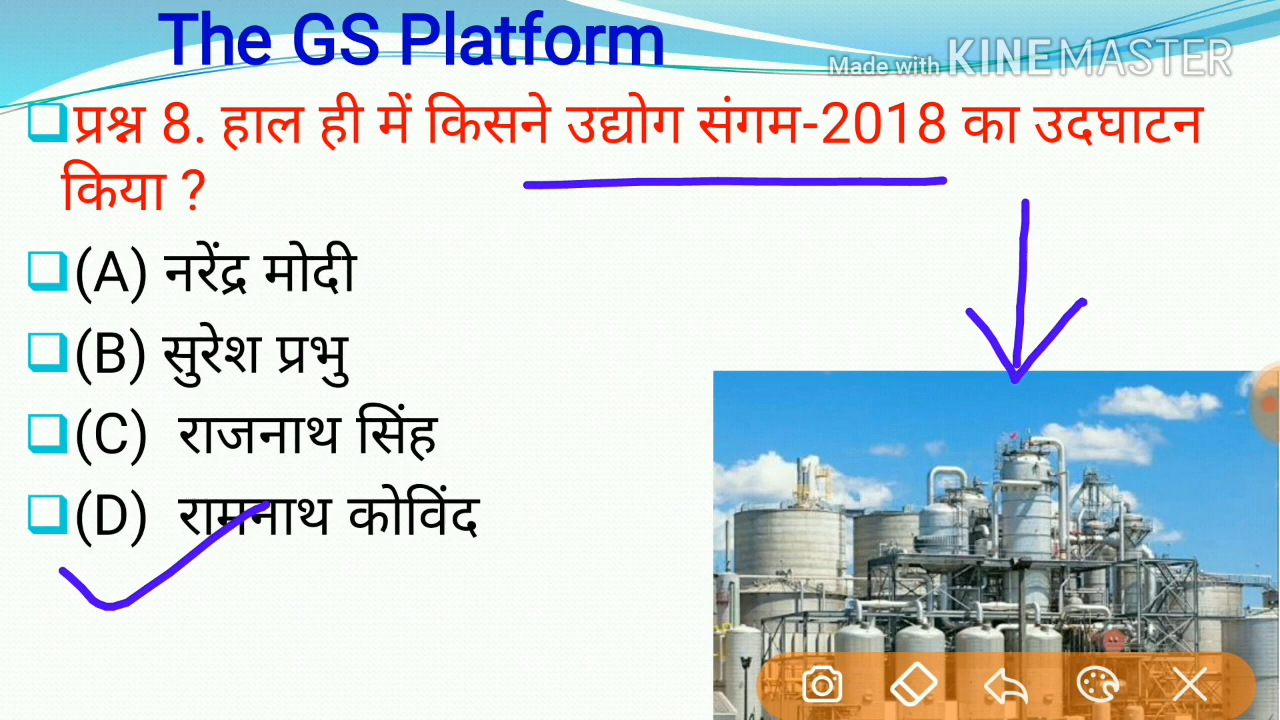 The GS Platform
Made with KINEMASTER
प्रश्न 8. हाल ही में किसने उद्योग संगम-2018 का उदघाटन
किया ?
(A) नरेंद्र मोदी
(B) सुरेश प्रभु
(C) राजनाथ सिंह
(D) रामनाथ कोविंद